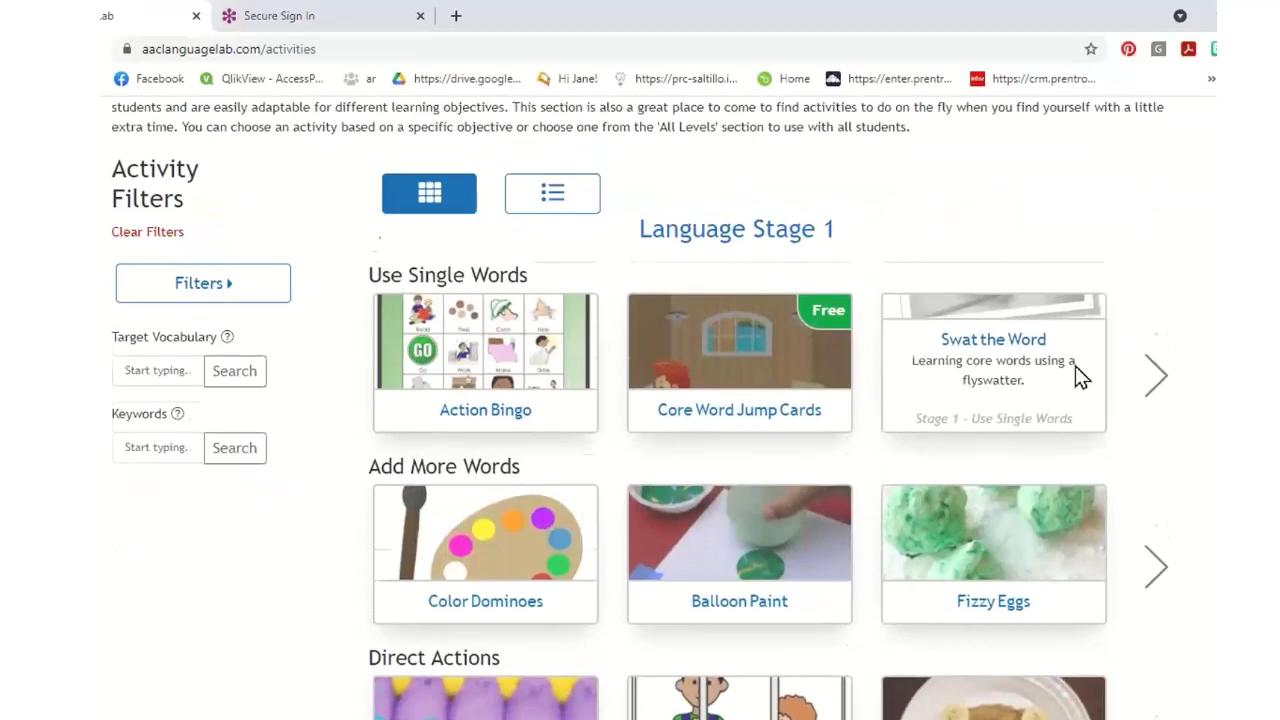 .ab
Secure Sign In
aaclanguagelab.com/activities
Facebook QlikView - AccessP... ar https://drive.google... Hi Jane! https://prc-saltillo.i... Home https://enter.prentr... https://crm.prentro... »
students and are easily adaptable for different learning objectives. This section is also a great place to come to find activities to do on the fly when you find yourself with a little
extra time. You can choose an activity based on a specific objective or choose one from the 'All Levels' section to use with all students.
Activity
Filters
Clear Filters
Filters
Target Vocabulary ?
Start typing.. Search
Keywords ?
Start typing.. Search
Language Stage 1
Use Single Words
Read Feel Color Help
GO
Go
Action Bingo
Free
Core Word Jump Cards
Swat the Word
Learning core words using a
flyswatter.
Stage 1 - Use Single Words
Add More Words
Color Dominoes
Balloon Paint
Fizzy Eggs
Direct Actions